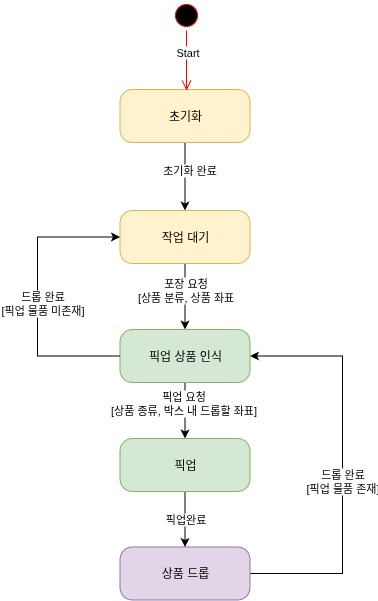 Start
초기화
초기화 완료
작업 대기
포장 요청
[상품 분류, 상품 좌표
드롭 완료
[픽업 물품 미존재]
픽업 상품 인식
픽업 요청
[상품 종류, 박스 내 드롭할 좌표]
픽업
드롭 완료
[픽업 물품 존재]
픽업완료
상품 드롭